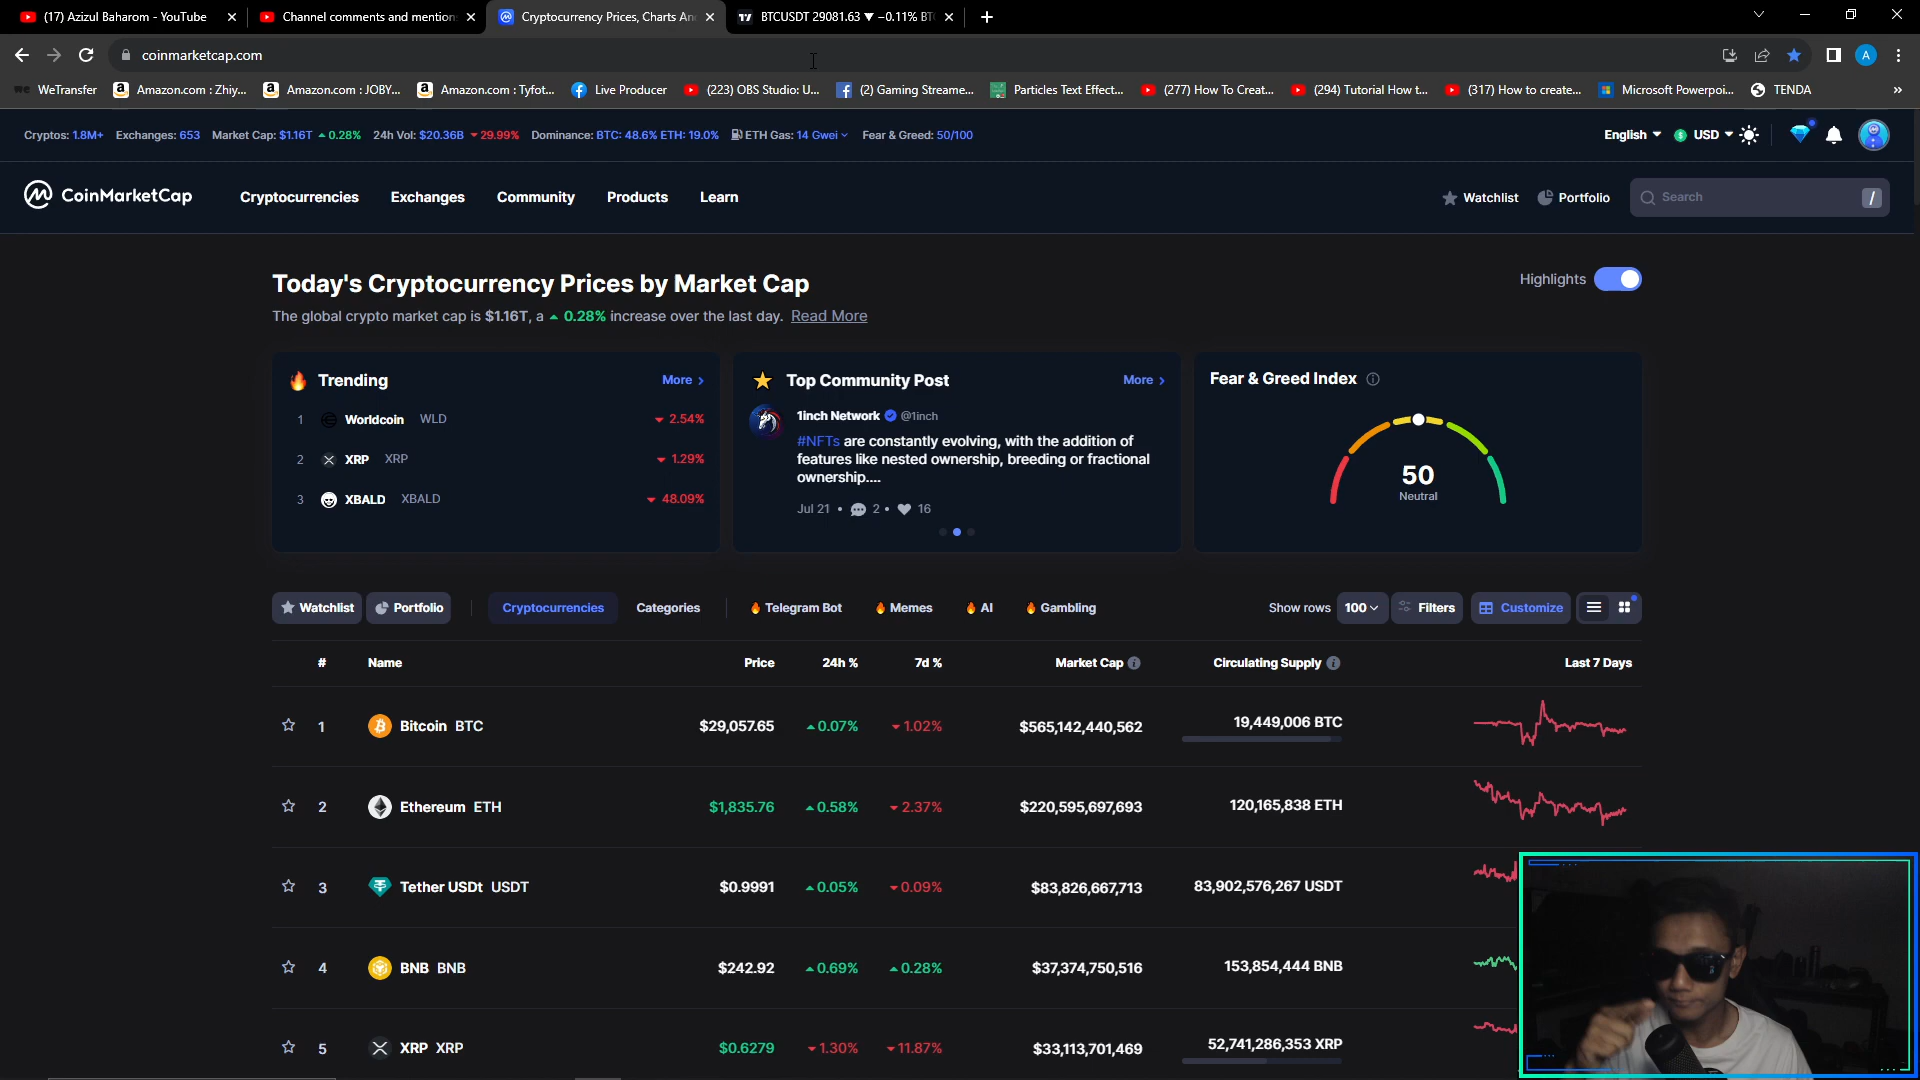 (17) Azizul Baharom - YouTube
Channel comments and mention
Cryptocurrency Prices, Charts An
BTCUSDT 29081.63 ▼ −0.11% BT
coinmarketcap.com
A
WeTransfer
Amazon.com : Zhiy...
Amazon.com : JOBY...
Amazon.com : Tyfot...
Live Producer
(223) OBS Studio: U...
(2) Gaming Streame...
Particles Text Effect...
(277) How To Creat...
(294) Tutorial How t...
(317) How to create...
Microsoft Powerpoi...
TENDA
»
Cryptos: 1.8M+ Exchanges: 653 Market Cap: $1.16T ▲ 0.28% 24h Vol: $20.36B ▼ 29.99% Dominance: BTC: 48.6% ETH: 19.0% ETH Gas: 14 Gwei Fear & Greed: 50/100
English USD
CoinMarketCap
Cryptocurrencies Exchanges Community Products Learn
Watchlist Portfolio Search /
Today's Cryptocurrency Prices by Market Cap
Highlights
The global crypto market cap is $1.16T, a ▲ 0.28% increase over the last day. Read More
Trending More >
1 Worldcoin WLD ▼ 2.54%
2 XRP XRP ▼ 1.29%
3 XBALD XBALD ▼ 48.09%
Top Community Post More >
1inch Network @1inch
#NFTs are constantly evolving, with the addition of
features like nested ownership, breeding or fractional
ownership....
Jul 21 • 2 • 16
Fear & Greed Index
50
Neutral
Watchlist Portfolio Cryptocurrencies Categories Telegram Bot Memes AI Gambling
Show rows 100 Filters Customize
# Name Price 24h % 7d % Market Cap Circulating Supply Last 7 Days
1 Bitcoin BTC $29,057.65 ▲ 0.07% ▼ 1.02% $565,142,440,562 19,449,006 BTC
2 Ethereum ETH $1,835.76 ▲ 0.58% ▼ 2.37% $220,595,697,693 120,165,838 ETH
3 Tether USDt USDT $0.9991 ▲ 0.05% ▼ 0.09% $83,826,667,713 83,902,576,267 USDT
4 BNB BNB $242.92 ▲ 0.69% ▲ 0.28% $37,374,750,516 153,854,444 BNB
5 XRP XRP $0.6279 ▼ 1.30% ▼ 11.87% $33,113,701,469 52,741,286,353 XRP